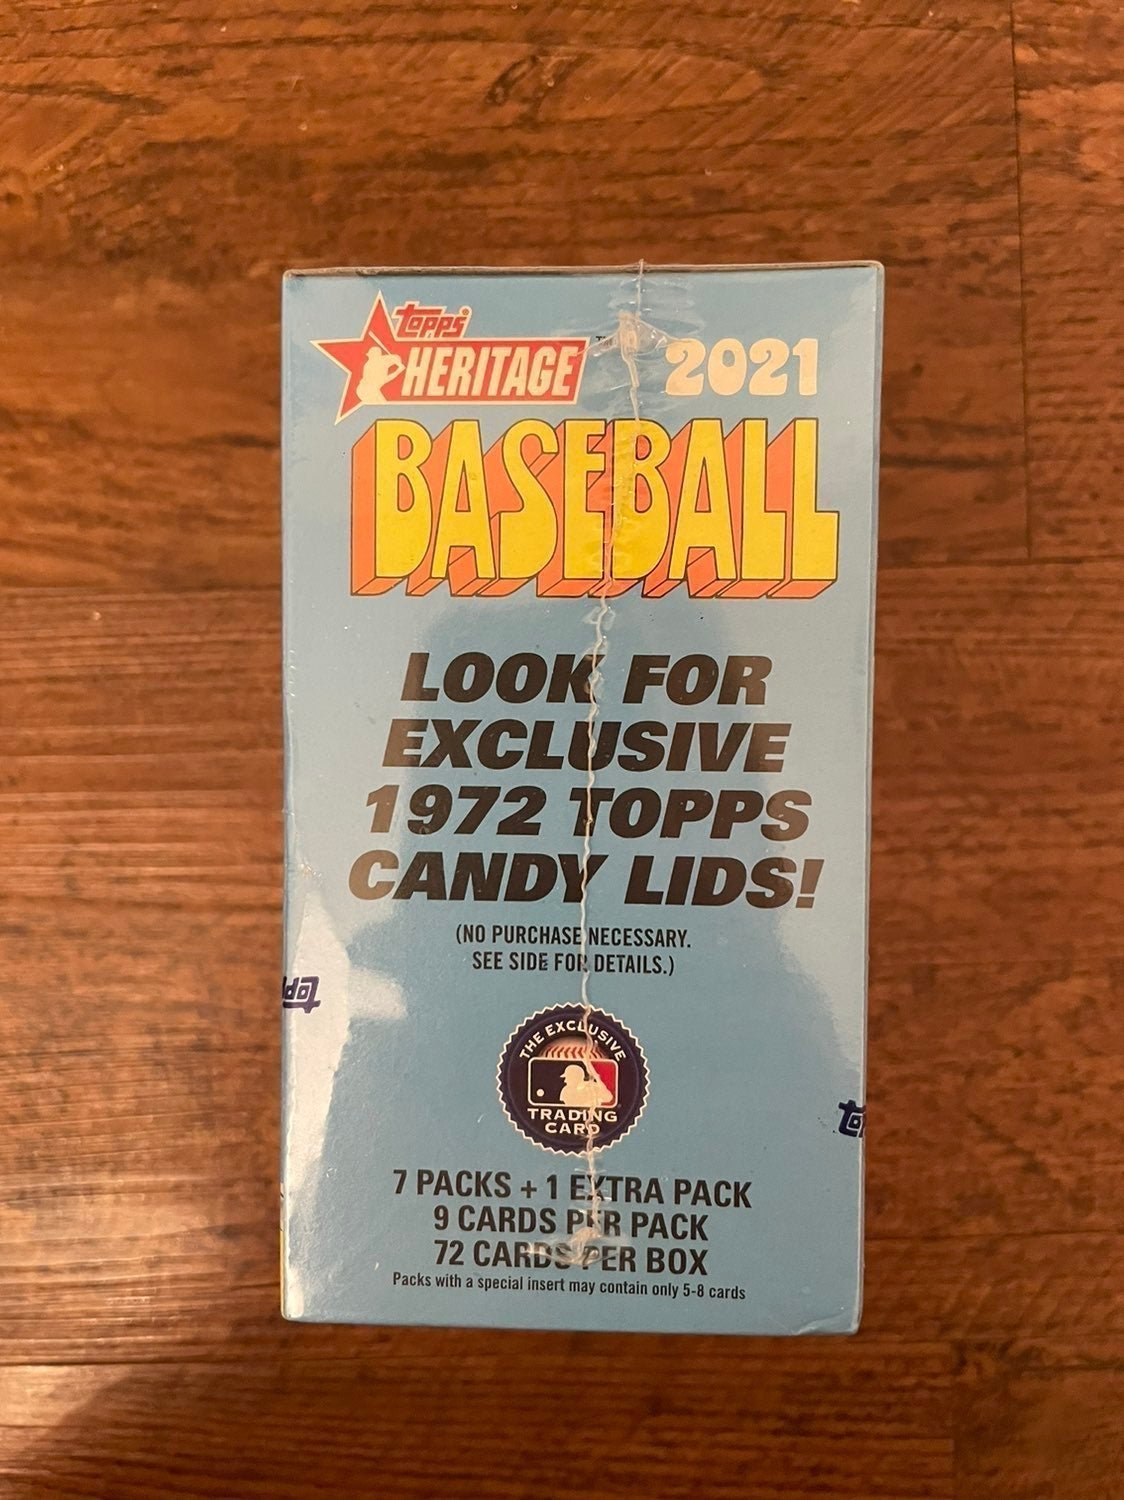 topps®
HERITAGE™
2021
BASEBALL
LOOK FOR
EXCLUSIVE
1972 TOPPS
CANDY LIDS!
(NO PURCHASE NECESSARY.
SEE SIDE FOR DETAILS.)
THE EXCLUSIVE
TRADING
CARD
7 PACKS + 1 EXTRA PACK
9 CARDS PER PACK
72 CARDS PER BOX
Packs with a special insert may contain only 5-8 cards